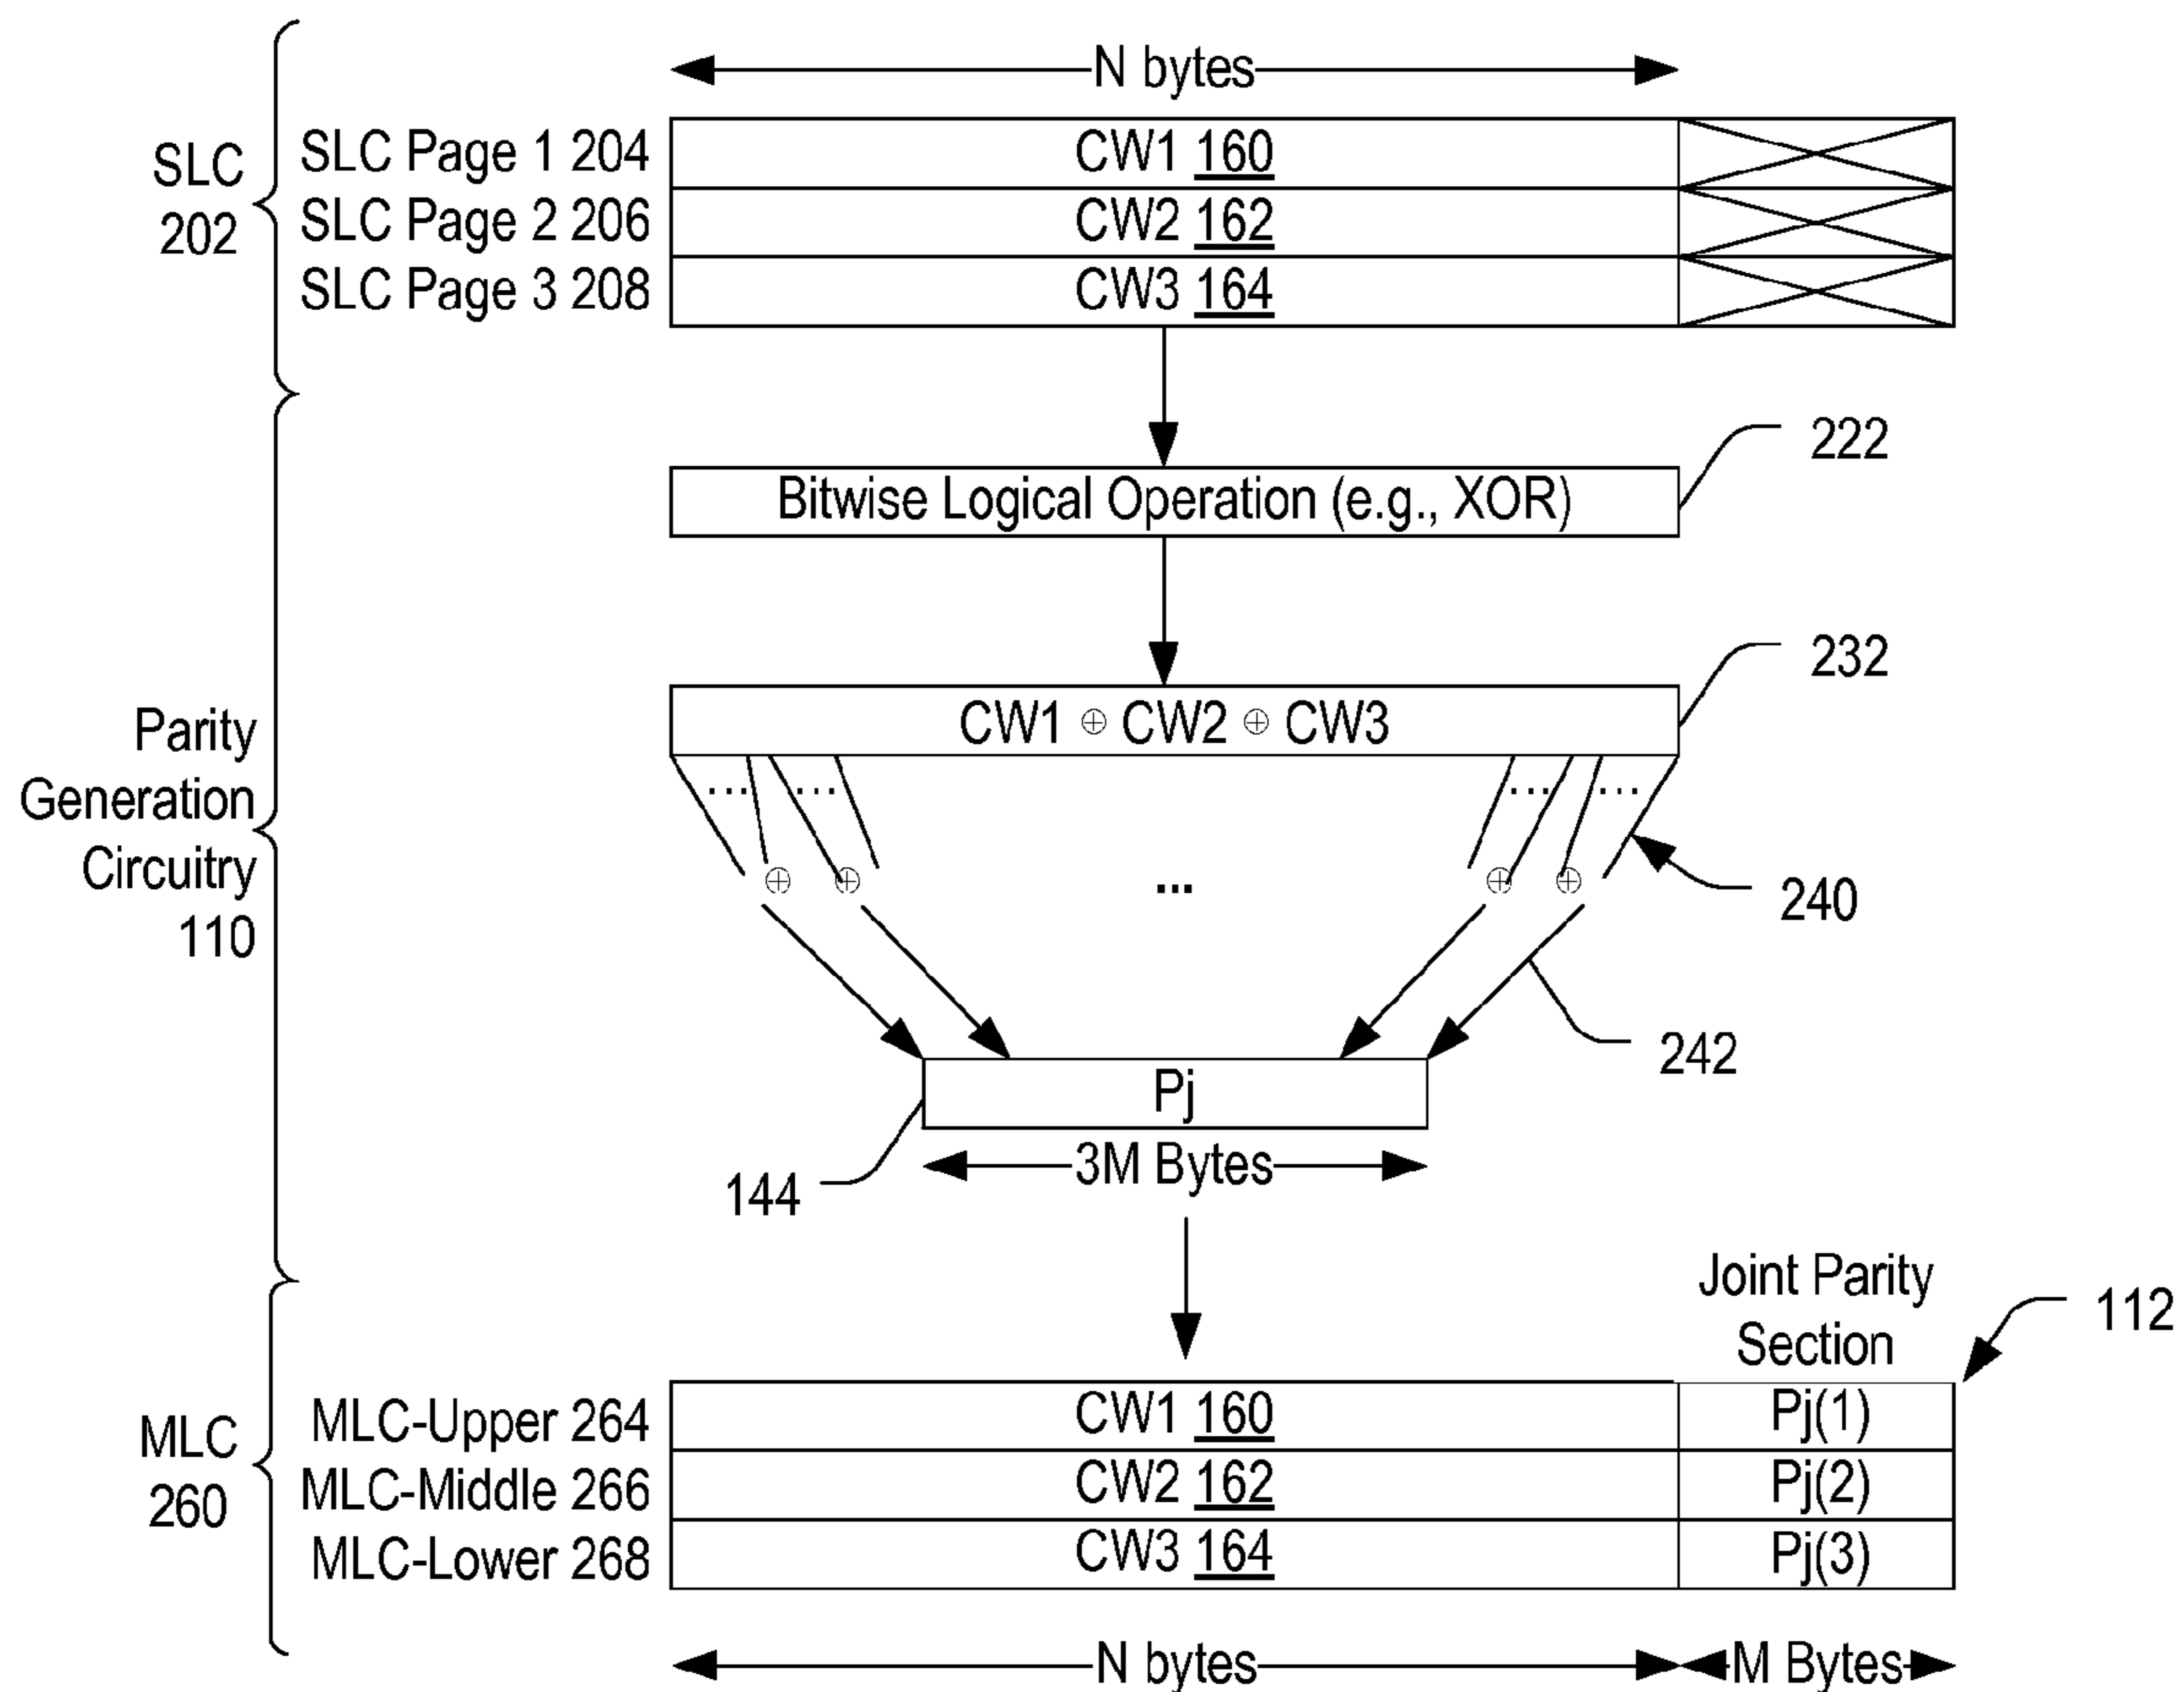 N bytes
SLC 202
SLC Page 1 204
CW1 160
SLC Page 2 206
CW2 162
SLC Page 3 208
CW3 164
222
Bitwise Logical Operation (e.g., XOR)
232
CW1 ⊕ CW2 ⊕ CW3
Parity
Generation
Circuitry
110
... ... ... ...
⊕ ⊕ ... ⊕ ⊕
240
242
Pj
3M Bytes
144
Joint Parity
Section
112
MLC
260
MLC-Upper 264 CW1 160 Pj(1)
MLC-Middle 266 CW2 162 Pj(2)
MLC-Lower 268 CW3 164 Pj(3)
N bytes M Bytes